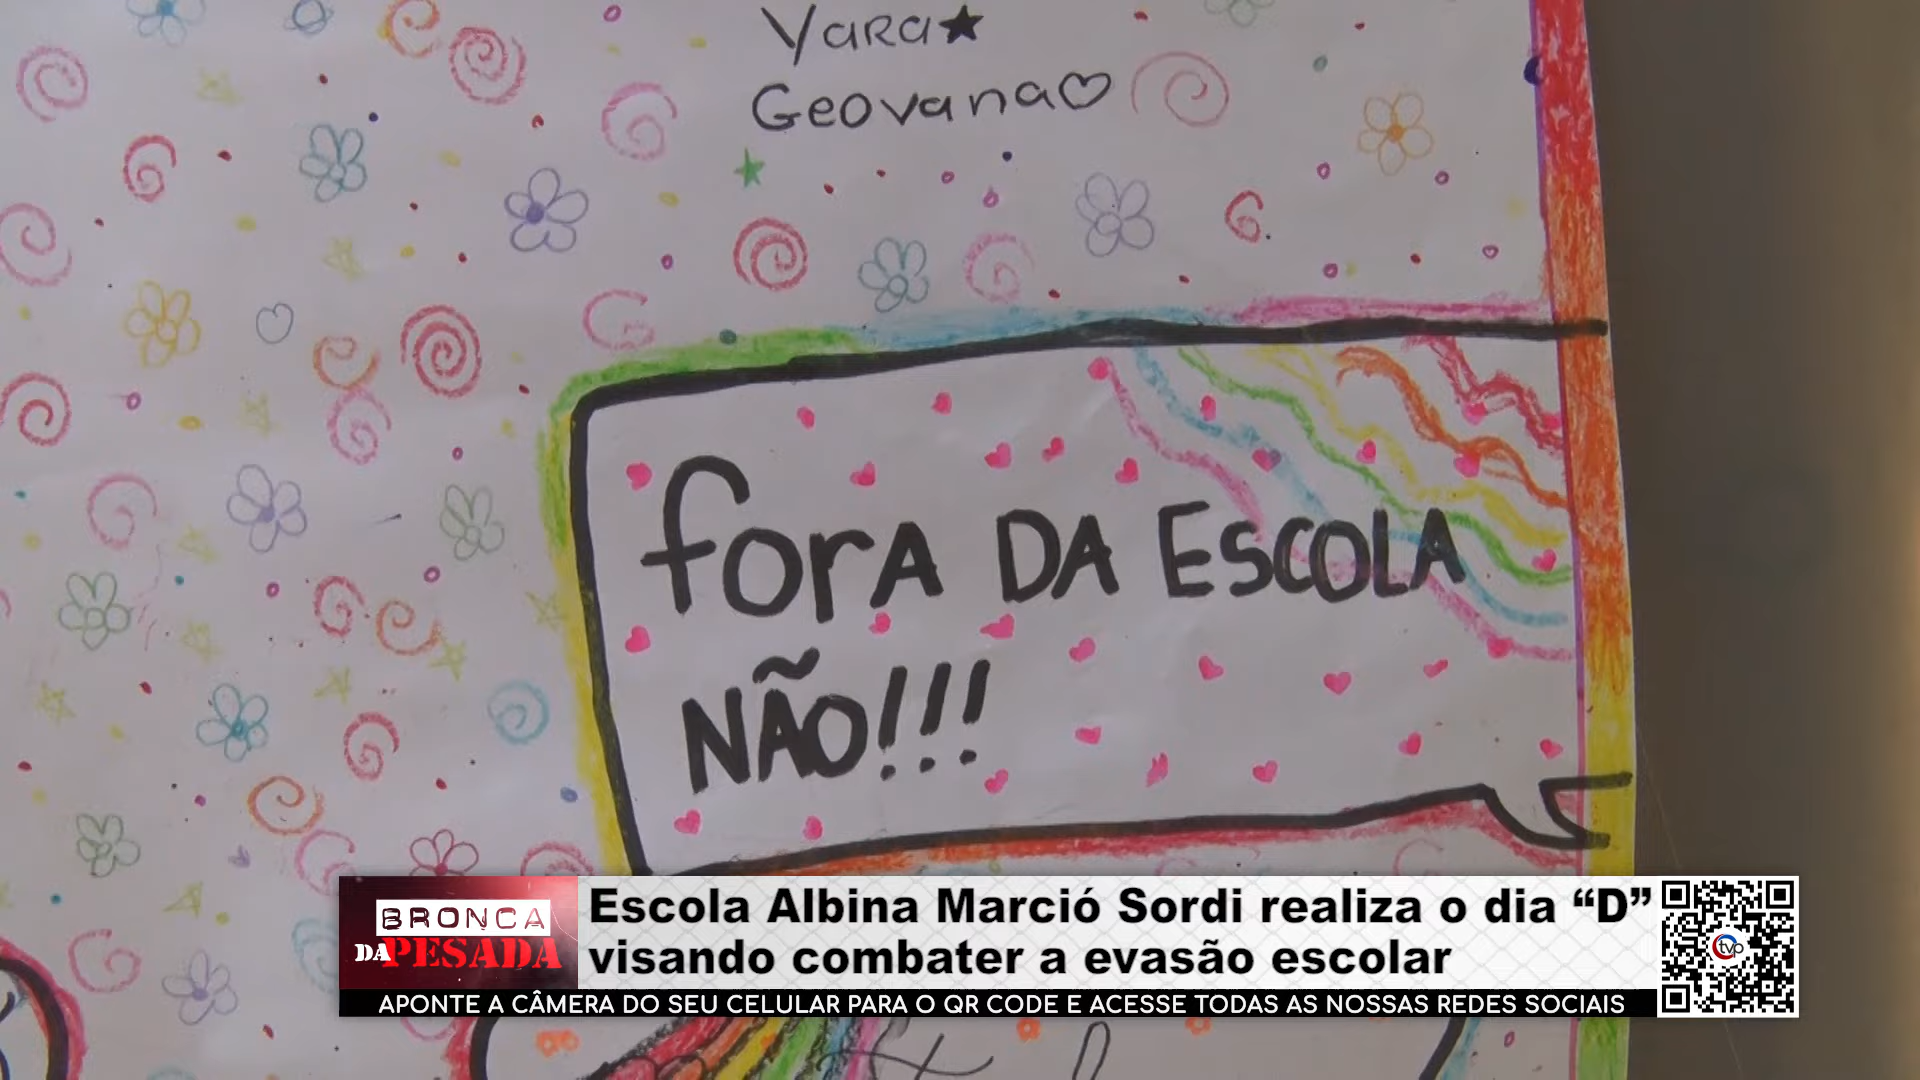 Yara★
Geovana♡
fora DA ESCOLA
NÃO!!!
BRONCA
DA PESADA
Escola Albina Marció Sordi realiza o dia “D”
visando combater a evasão escolar
tvp
APONTE A CÂMERA DO SEU CELULAR PARA O QR CODE E ACESSE TODAS AS NOSSAS REDES SOCIAIS